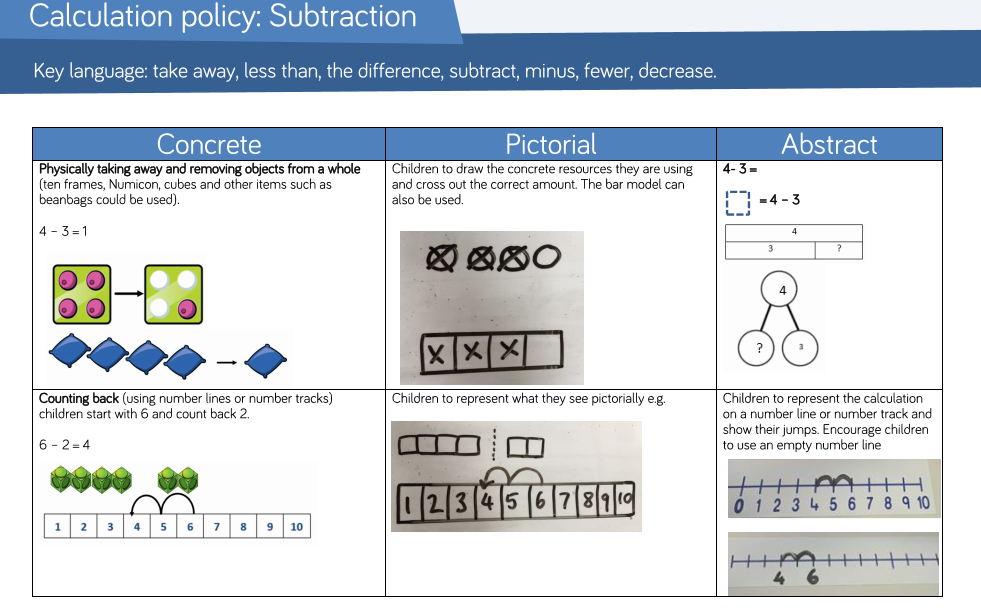 Calculation policy: Subtraction
Key language: take away, less than, the difference, subtract, minus, fewer, decrease.
Concrete
Pictorial
Abstract
Physically taking away and removing objects from a whole
(ten frames, Numicon, cubes and other items such as
beanbags could be used).
4 – 3 = 1
Children to draw the concrete resources they are using
and cross out the correct amount. The bar model can
also be used.
4- 3 =
= 4 – 3
4
3 ?
4
? 3
Counting back (using number lines or number tracks)
children start with 6 and count back 2.
6 – 2 = 4
1 2 3 4 5 6 7 8 9 10
Children to represent what they see pictorially e.g.
1 2 3 4 5 6 7 8 9 10
Children to represent the calculation
on a number line or number track and
show their jumps. Encourage children
to use an empty number line
0 1 2 3 4 5 6 7 8 9 10
4 6